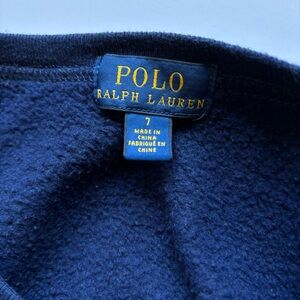 POLO
RALPH LAUREN
7
MADE IN
CHINA
FABRIQUÉ EN
CHINE